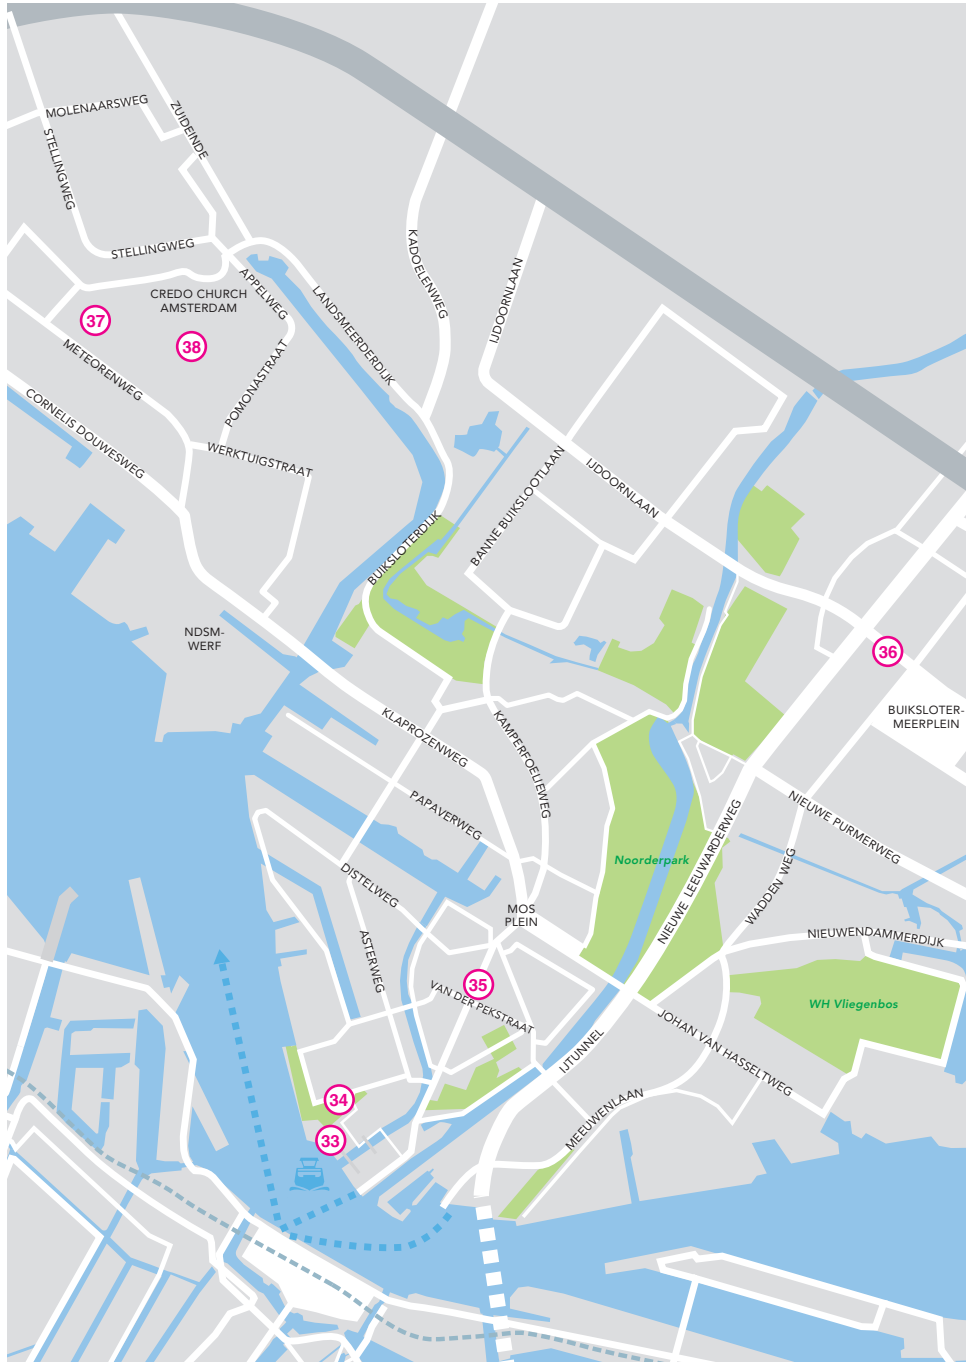 MOLENAARSWEG
ZUIDEINDE
STELLINGWEG
STELLINGWEG
KADOELENWEG
IJDOORNLAAN
APPELWEG
LANDSMEERDERDIJK
CREDO CHURCH
AMSTERDAM
37
38
METEORENWEG
POMONASTRAAT
CORNELIS DOUWESWEG
WERKTUIGSTRAAT
BANNE BUIKSLOOTLAAN
IJDOORNLAAN
BUIKSLOTERDIJK
NDSM-
WERF
36
BUIKSLOTER-
MEERPLEIN
KLAPROZENWEG
KAMPERFOELIEWEG
PAPAVERWEG
NIEUWE PURMERWEG
NIEUWE LEEUWARDERWEG
WADDEN WEG
Noorderpark
DISTELWEG
MOS
PLEIN
NIEUWENDAMMERDIJK
ASTERWEG
35
VAN DER PEKSTRAAT
WH Vliegenbos
IJTUNNEL
JOHAN VAN HASSELTWEG
34
MEEUWENLAAN
33